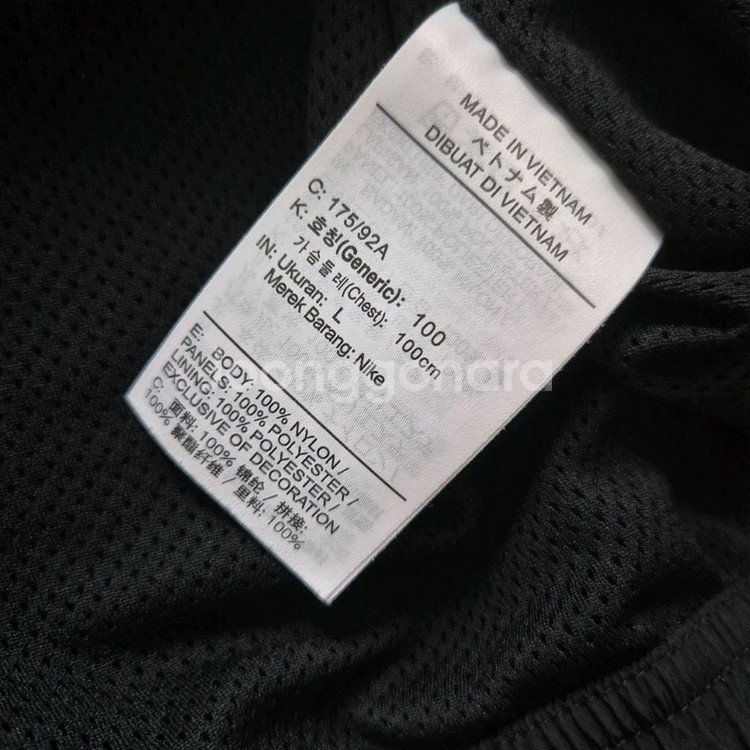 MADE IN VIETNAM
ベトナム製
DIBUAT DI VIETNAM
C: 175/92A
K: 호칭(Generic): 100
가슴둘레(Chest): 100cm
IN: Ukuran: L
Merek Barang: Nike
E: BODY: 100% NYLON /
PANELS: 100% POLYESTER /
LINING: 100% POLYESTER /
EXCLUSIVE OF DECORATION
C: 面料: 100% 锦纶 / 拼接:
100% 聚酯纤维 / 里料: 100%
joonggonara